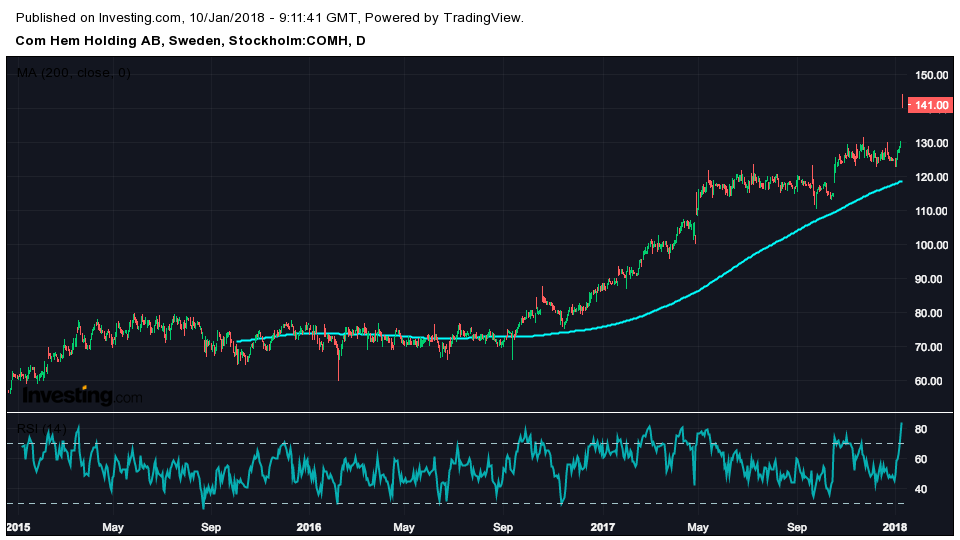 Published on Investing.com, 10/Jan/2018 - 9:11:41 GMT, Powered by TradingView.
Com Hem Holding AB, Sweden, Stockholm:COMH, D
MA (200, close, 0)
150.00
141.00
130.00
120.00
110.00
100.00
90.00
80.00
70.00
60.00
Investing.com
RSI (14)
80
60
40
2015 May Sep 2016 May Sep 2017 May Sep 2018